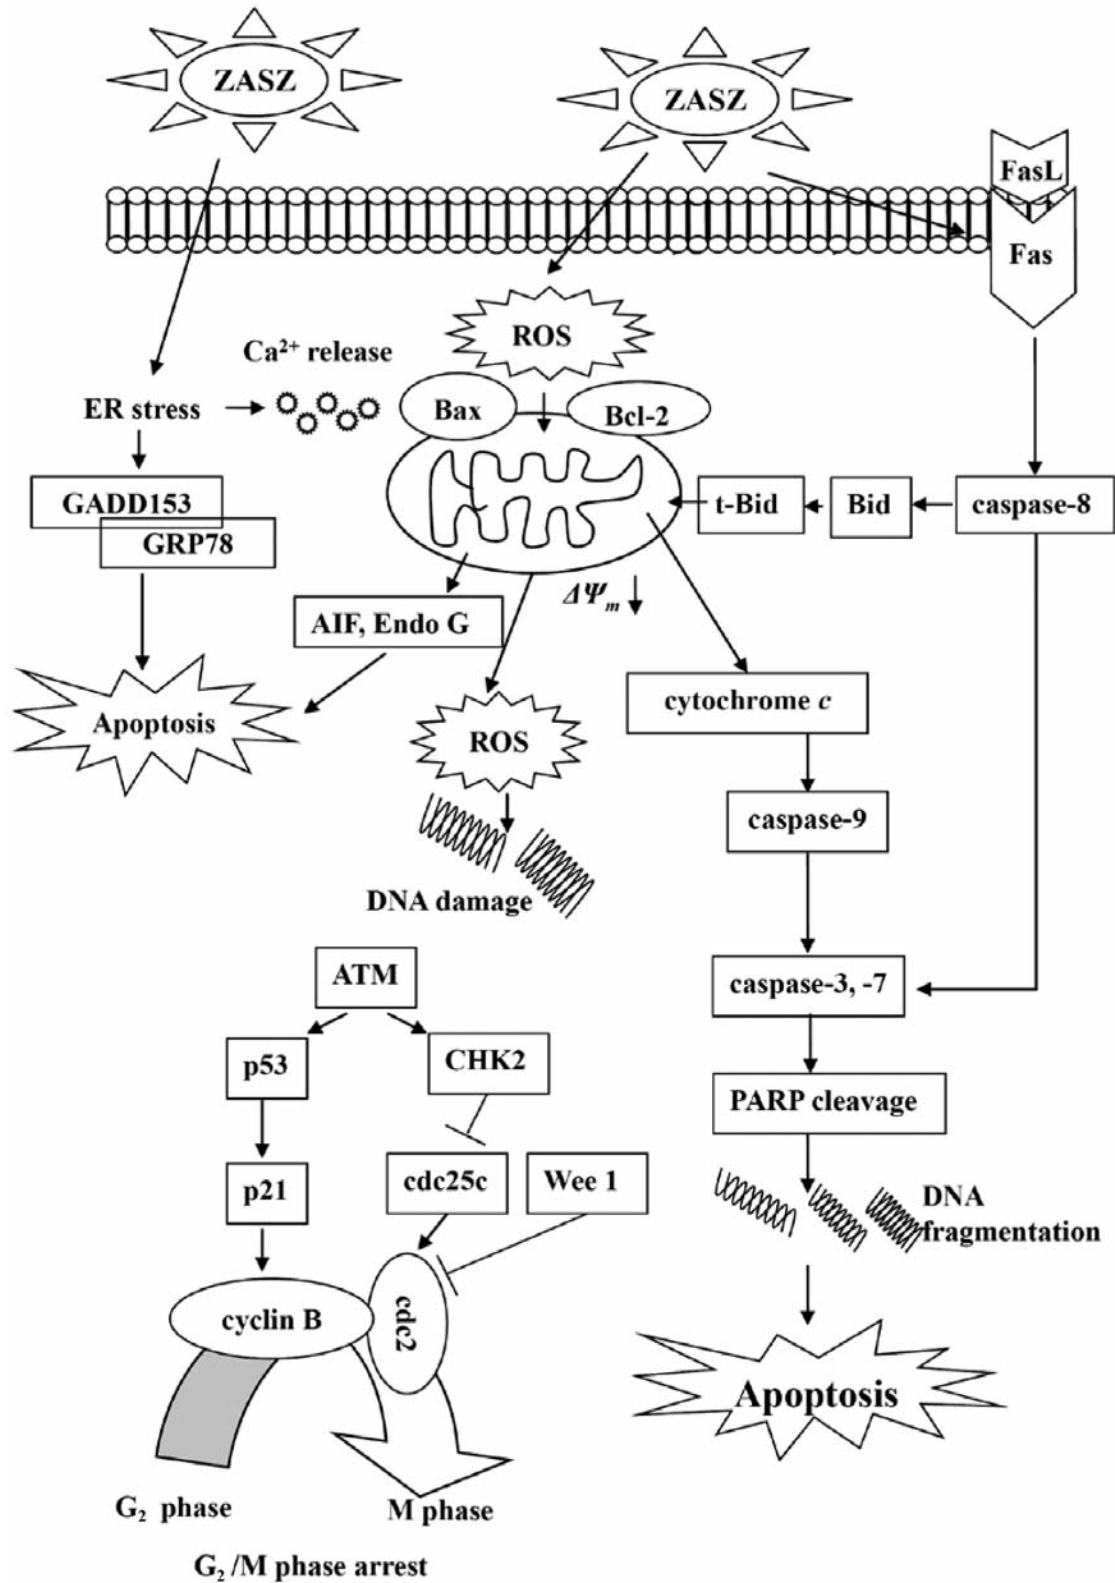 ZASZ
ZASZ
FasL
Fas
ROS
Ca²⁺ release
ER stress
Bax
Bcl-2
GADD153
GRP78
t-Bid
Bid
caspase-8
ΔΨₘ
AIF, Endo G
cytochrome c
Apoptosis
ROS
caspase-9
DNA damage
ATM
caspase-3, -7
p53
CHK2
PARP cleavage
p21
cdc25c
Wee 1
DNA
fragmentation
cyclin B
cdc2
Apoptosis
G₂ phase
M phase
G₂ /M phase arrest